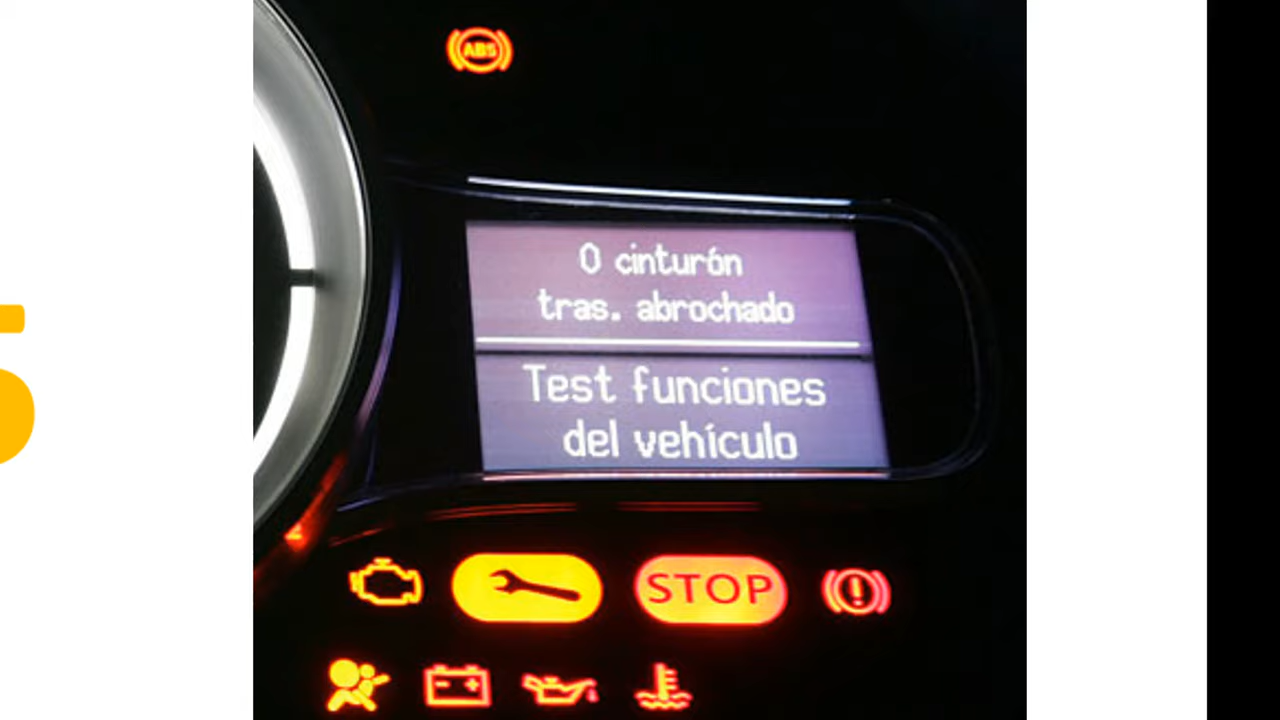 ABS
0 cinturón
tras. abrochado
Test funciones
del vehículo
STOP